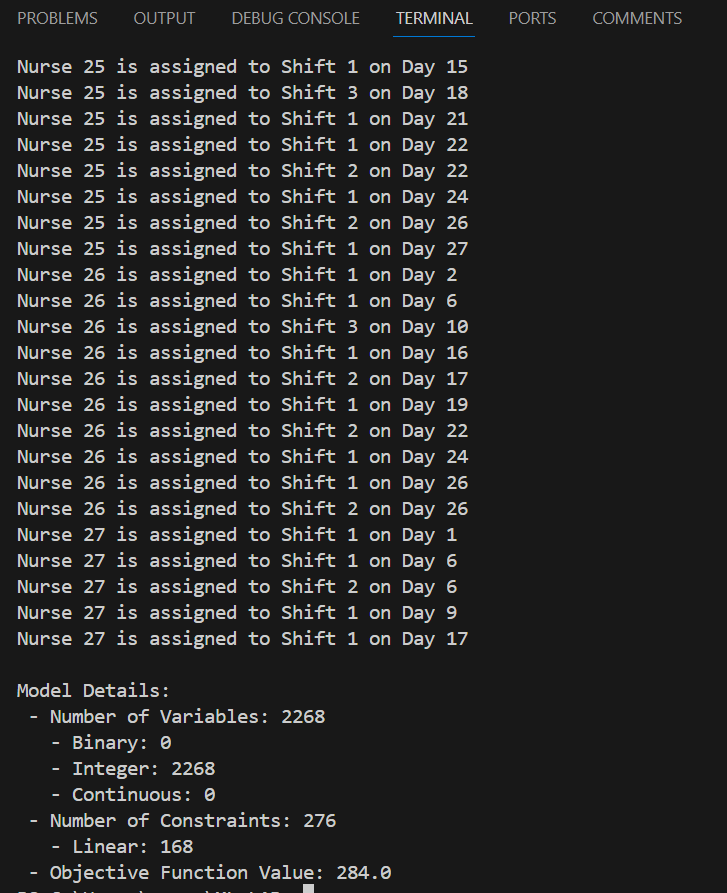 PROBLEMS OUTPUT DEBUG CONSOLE TERMINAL PORTS COMMENTS
Nurse 25 is assigned to Shift 1 on Day 15
Nurse 25 is assigned to Shift 3 on Day 18
Nurse 25 is assigned to Shift 1 on Day 21
Nurse 25 is assigned to Shift 1 on Day 22
Nurse 25 is assigned to Shift 2 on Day 22
Nurse 25 is assigned to Shift 1 on Day 24
Nurse 25 is assigned to Shift 2 on Day 26
Nurse 25 is assigned to Shift 1 on Day 27
Nurse 26 is assigned to Shift 1 on Day 2
Nurse 26 is assigned to Shift 1 on Day 6
Nurse 26 is assigned to Shift 3 on Day 10
Nurse 26 is assigned to Shift 1 on Day 16
Nurse 26 is assigned to Shift 2 on Day 17
Nurse 26 is assigned to Shift 1 on Day 19
Nurse 26 is assigned to Shift 2 on Day 22
Nurse 26 is assigned to Shift 1 on Day 24
Nurse 26 is assigned to Shift 1 on Day 26
Nurse 26 is assigned to Shift 2 on Day 26
Nurse 27 is assigned to Shift 1 on Day 1
Nurse 27 is assigned to Shift 1 on Day 6
Nurse 27 is assigned to Shift 2 on Day 6
Nurse 27 is assigned to Shift 1 on Day 9
Nurse 27 is assigned to Shift 1 on Day 17
Model Details:
- Number of Variables: 2268
- Binary: 0
- Integer: 2268
- Continuous: 0
- Number of Constraints: 276
- Linear: 168
- Objective Function Value: 284.0